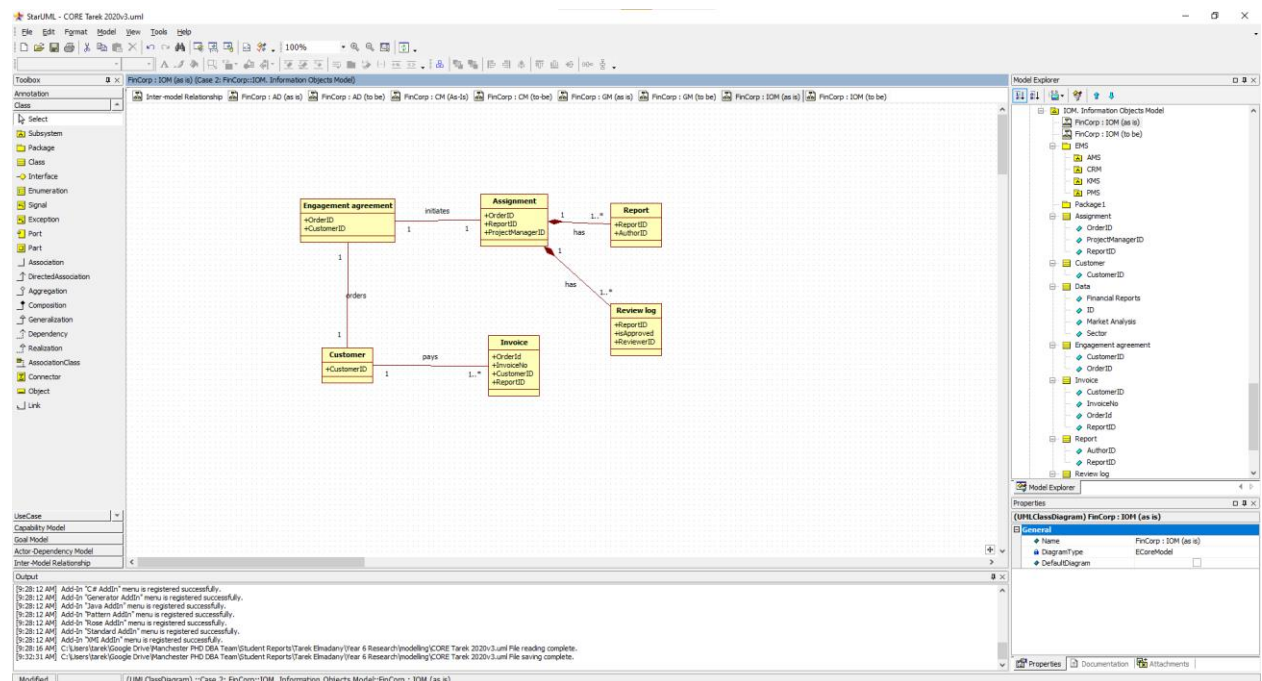 StarUML - CORE Tarek 2020v3.uml
File Edit Format Model View Tools Help
100%
Toolbox
Annotation
Class
Select
Subsystem
Package
Class
Interface
Enumeration
Signal
Exception
Port
Part
Association
DirectedAssociation
Aggregation
Composition
Generalization
Dependency
Realization
AssociationClass
Connector
Object
Link
UseCase
Capability Model
Goal Model
Actor-Dependency Model
Inter-Model Relationship
FinCorp : IOM (as is) (Case 2: FinCorp::IOM. Information Objects Model)
Inter-model Relationship FinCorp : AD (as is) FinCorp : AD (to be) FinCorp : CM (As-Is) FinCorp : CM (to-be) FinCorp : GM (as is) FinCorp : GM (to be) FinCorp : IOM (as is) FinCorp : IOM (to be)
Engagement agreement
+OrderID
+CustomerID
initiates
1
1
Assignment
+OrderID
+ReportID
+ProjectManagerID
1
1..*
has
Report
+ReportID
+AuthorID
1
has
1..*
Review log
+ReportID
+isApproved
+ReviewerID
1
orders
1
Customer
+CustomerID
pays
1
1..*
Invoice
+OrderId
+InvoiceNo
+CustomerID
+ReportID
Model Explorer
IOM. Information Objects Model
FinCorp : IOM (as is)
FinCorp : IOM (to be)
EMS
AMS
CRM
KMS
PMS
Package1
Assignment
OrderID
ProjectManagerID
ReportID
Customer
CustomerID
Data
Financial Reports
ID
Market Analysis
Sector
Engagement agreement
CustomerID
OrderID
Invoice
CustomerID
InvoiceNo
OrderId
ReportID
Report
AuthorID
ReportID
Review log
Model Explorer
Properties
(UMLClassDiagram) FinCorp : IOM (as is)
General
Name FinCorp : IOM (as is)
DiagramType ECoreModel
DefaultDiagram
Properties Documentation Attachments
Output
[9:28:12 AM] Add-In "C# AddIn" menu is registered successfully.
[9:28:12 AM] Add-In "Generator AddIn" menu is registered successfully.
[9:28:12 AM] Add-In "Java AddIn" menu is registered successfully.
[9:28:12 AM] Add-In "Pattern AddIn" menu is registered successfully.
[9:28:12 AM] Add-In "Rose AddIn" menu is registered successfully.
[9:28:12 AM] Add-In "Standard AddIn" menu is registered successfully.
[9:28:12 AM] Add-In "XMI AddIn" menu is registered successfully.
[9:28:16 AM] C:\Users\tarek\Google Drive\Manchester PHD DBA Team\Student Reports\Tarek Elmadany\Year 6 Research\modelling\CORE Tarek 2020v3.uml File reading complete.
[9:32:31 AM] C:\Users\tarek\Google Drive\Manchester PHD DBA Team\Student Reports\Tarek Elmadany\Year 6 Research\modelling\CORE Tarek 2020v3.uml File saving complete.
Modified (UMLClassDiagram) ::Case 2: FinCorp::IOM. Information Objects Model::FinCorp : IOM (as is)